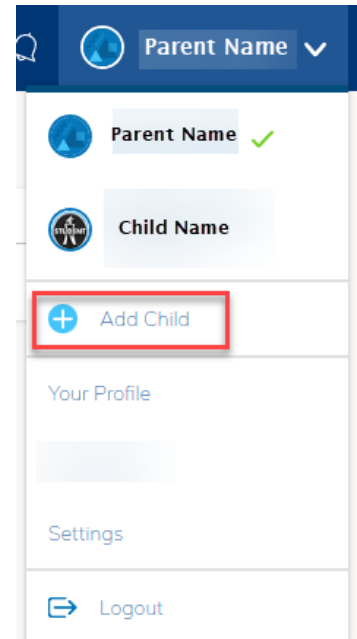 Parent Name
Parent Name
STUDENT
Child Name
Add Child
Your Profile
Settings
Logout